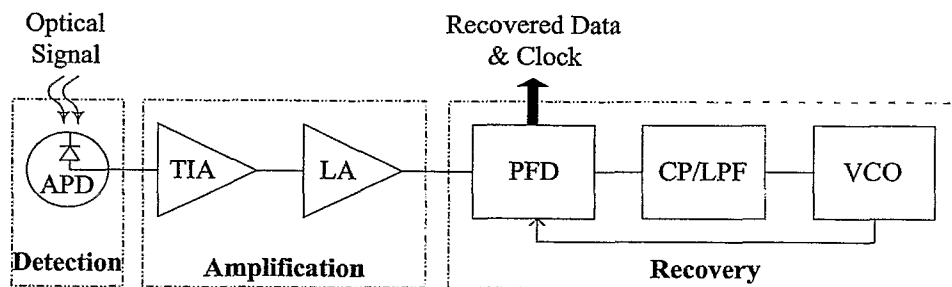 Optical
Signal
Recovered Data
& Clock
APD
TIA
LA
PFD
CP/LPF
VCO
Detection
Amplification
Recovery